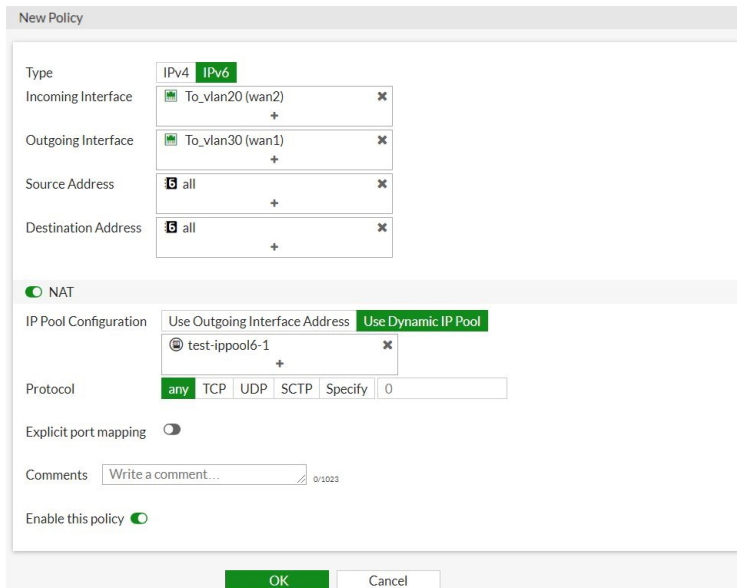 New Policy
Type IPv4 IPv6
Incoming Interface To_vlan20 (wan2)
+
Outgoing Interface To_vlan30 (wan1)
+
Source Address 6 all
+
Destination Address 6 all
+
NAT
IP Pool Configuration Use Outgoing Interface Address Use Dynamic IP Pool
test-ippool6-1
+
Protocol any TCP UDP SCTP Specify 0
Explicit port mapping
Comments Write a comment... 0/1023
Enable this policy
OK Cancel